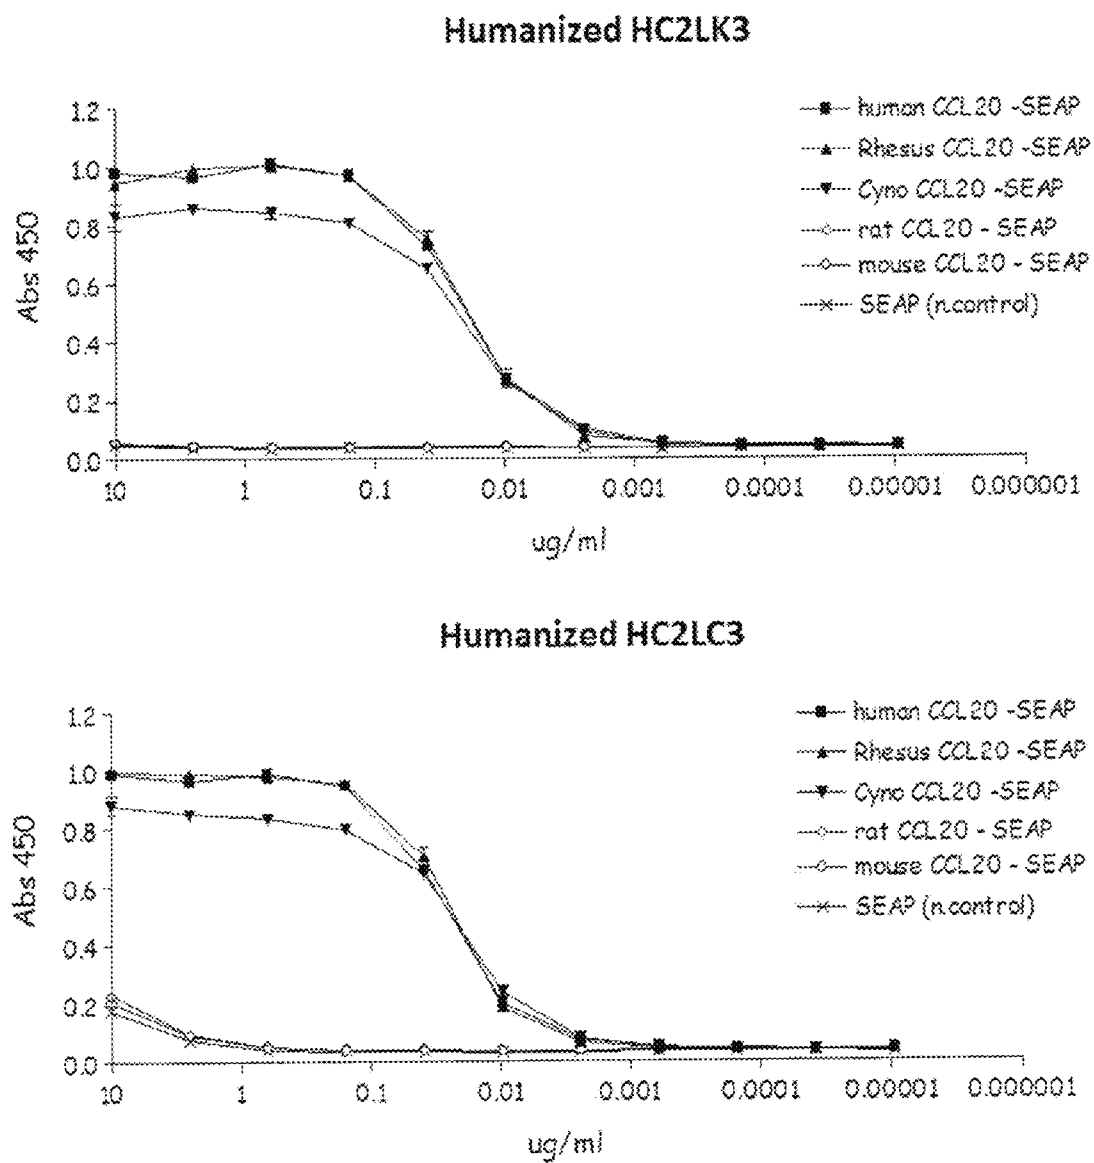 Humanized HC2LK3
human CCL20 -SEAP
Rhesus CCL20 -SEAP
Cyno CCL20 -SEAP
rat CCL20 - SEAP
mouse CCL20 - SEAP
SEAP (n.control)
Abs 450
1.2
1.0
0.8
0.6
0.4
0.2
0.0
10 1 0.1 0.01 0.001 0.0001 0.00001 0.000001
ug/ml
Humanized HC2LC3
human CCL20 -SEAP
Rhesus CCL20 -SEAP
Cyno CCL20 -SEAP
rat CCL20 - SEAP
mouse CCL20 - SEAP
SEAP (n.control)
Abs 450
1.2
1.0
0.8
0.6
0.4
0.2
0.0
10 1 0.1 0.01 0.001 0.0001 0.00001 0.000001
ug/ml